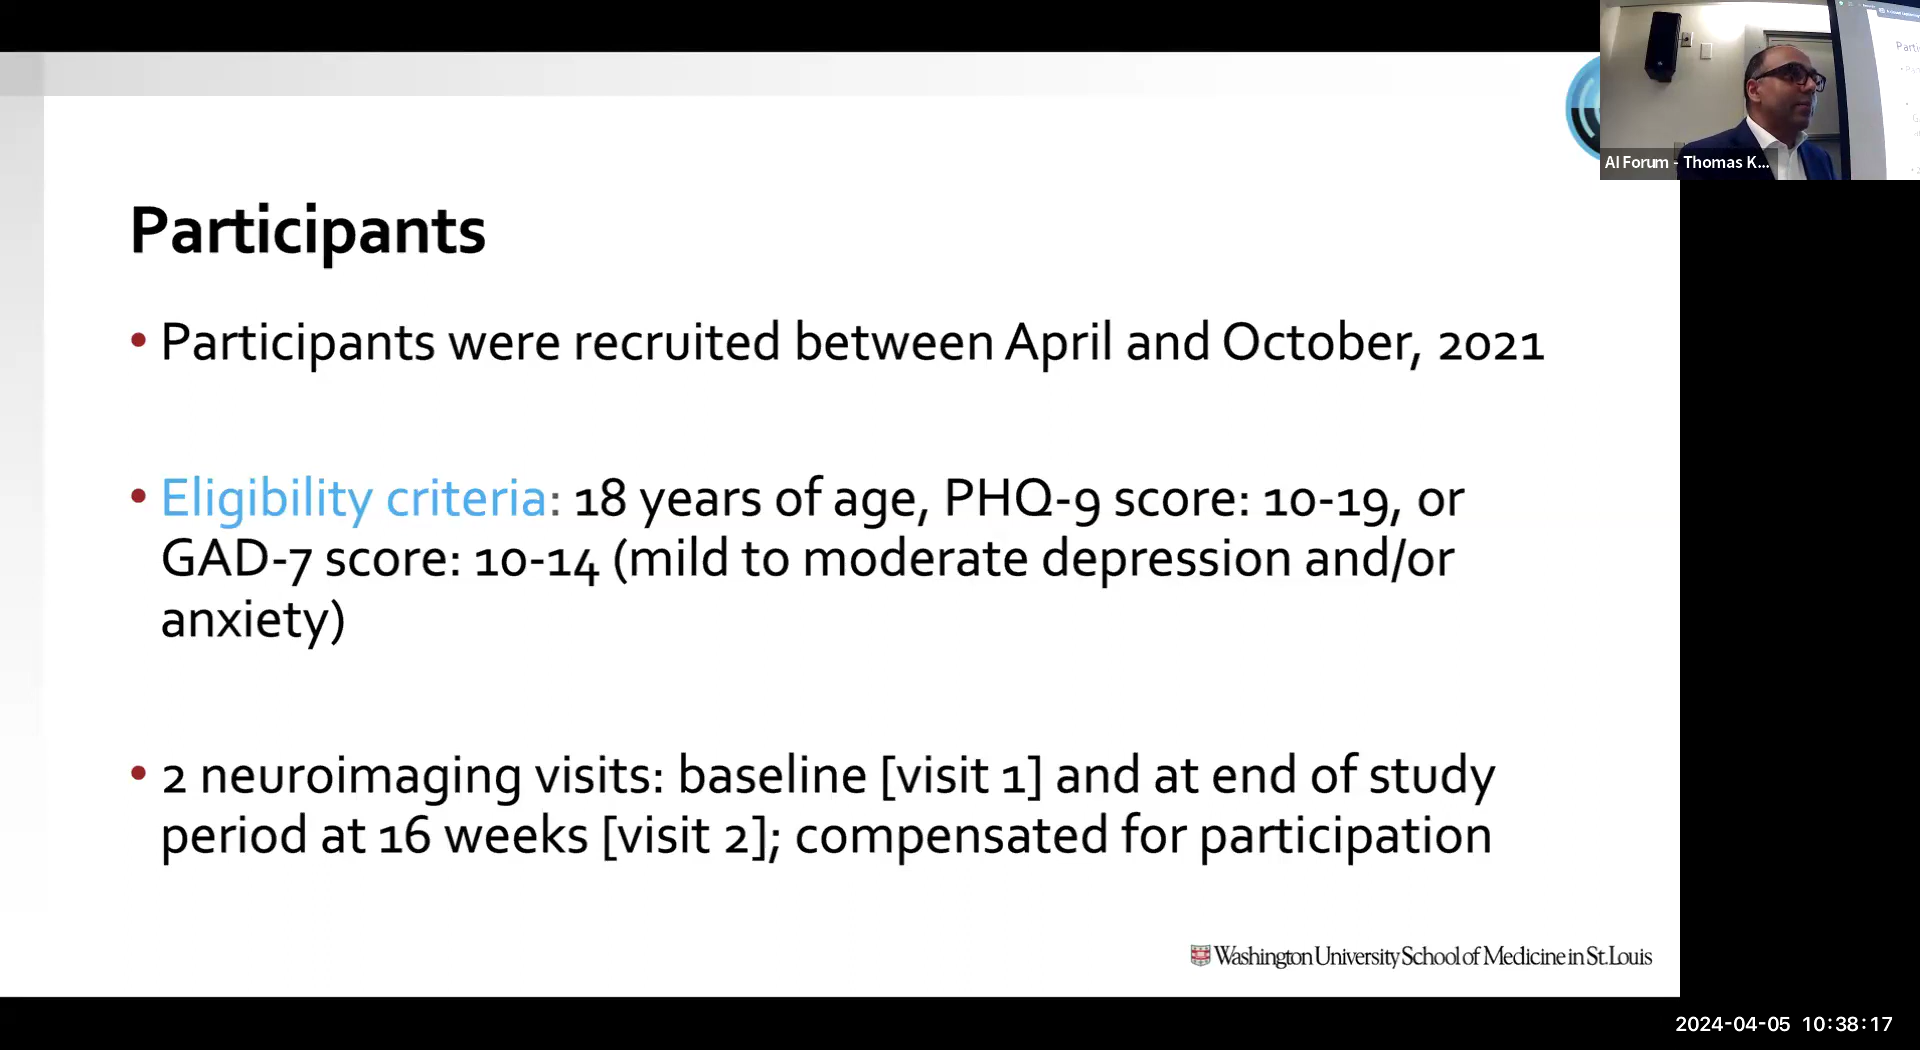 AI Forum - Thomas K...
Participants
• Participants were recruited between April and October, 2021
• Eligibility criteria: 18 years of age, PHQ-9 score: 10-19, or
GAD-7 score: 10-14 (mild to moderate depression and/or
anxiety)
• 2 neuroimaging visits: baseline [visit 1] and at end of study
period at 16 weeks [visit 2]; compensated for participation
Washington University School of Medicine in St. Louis
2024-04-05 10:38:17